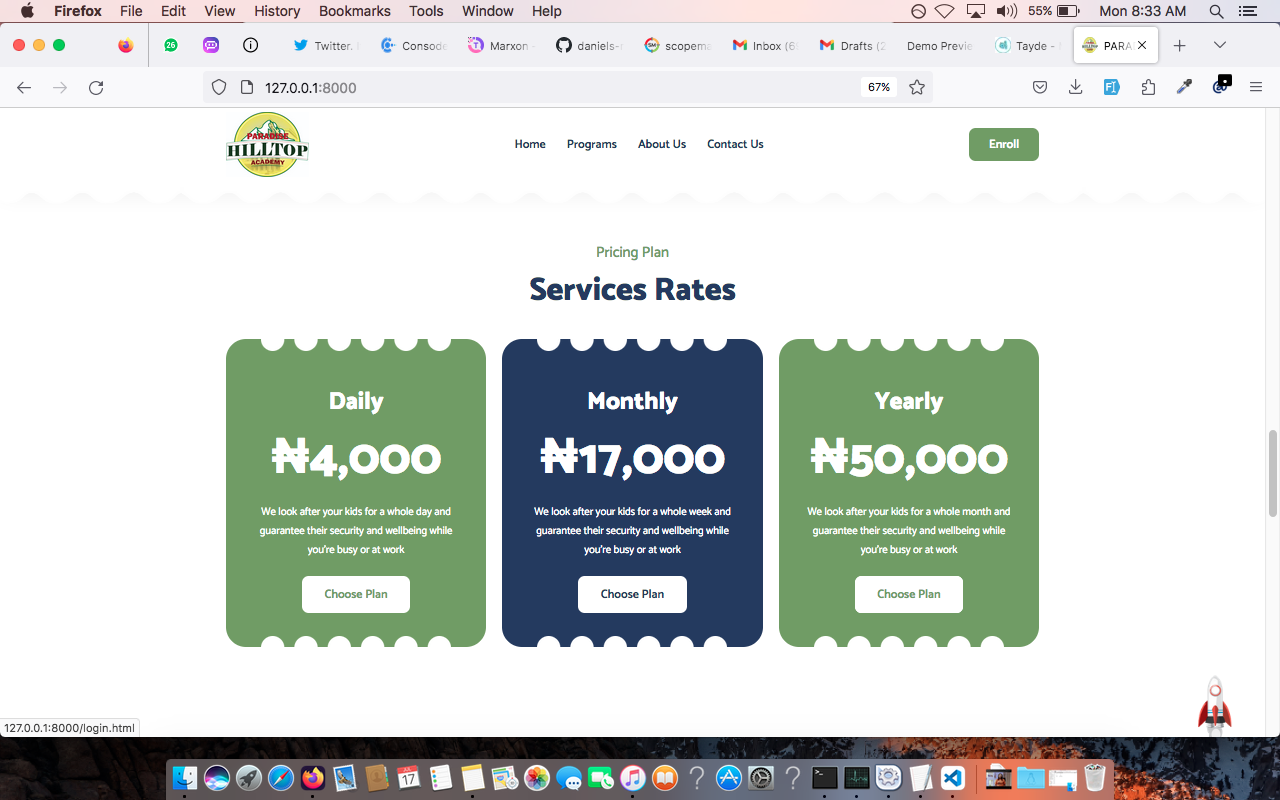 Firefox File Edit View History Bookmarks Tools Window Help 55% Mon 8:33 AM
26 Twitter. Consode Marxon daniels- scopema Inbox (6 Drafts (2 Demo Previe Tayde - PARA
127.0.0.1:8000 67%
PARADISE
HILLTOP
ACADEMY
Home Programs About Us Contact Us Enroll
Pricing Plan
Services Rates
Daily
₦4,000
We look after your kids for a whole day and
guarantee their security and wellbeing while
you're busy or at work
Choose Plan
Monthly
₦17,000
We look after your kids for a whole week and
guarantee their security and wellbeing while
you're busy or at work
Choose Plan
Yearly
₦50,000
We look after your kids for a whole month and
guarantee their security and wellbeing while
you're busy or at work
Choose Plan
127.0.0.1:8000/login.html
17